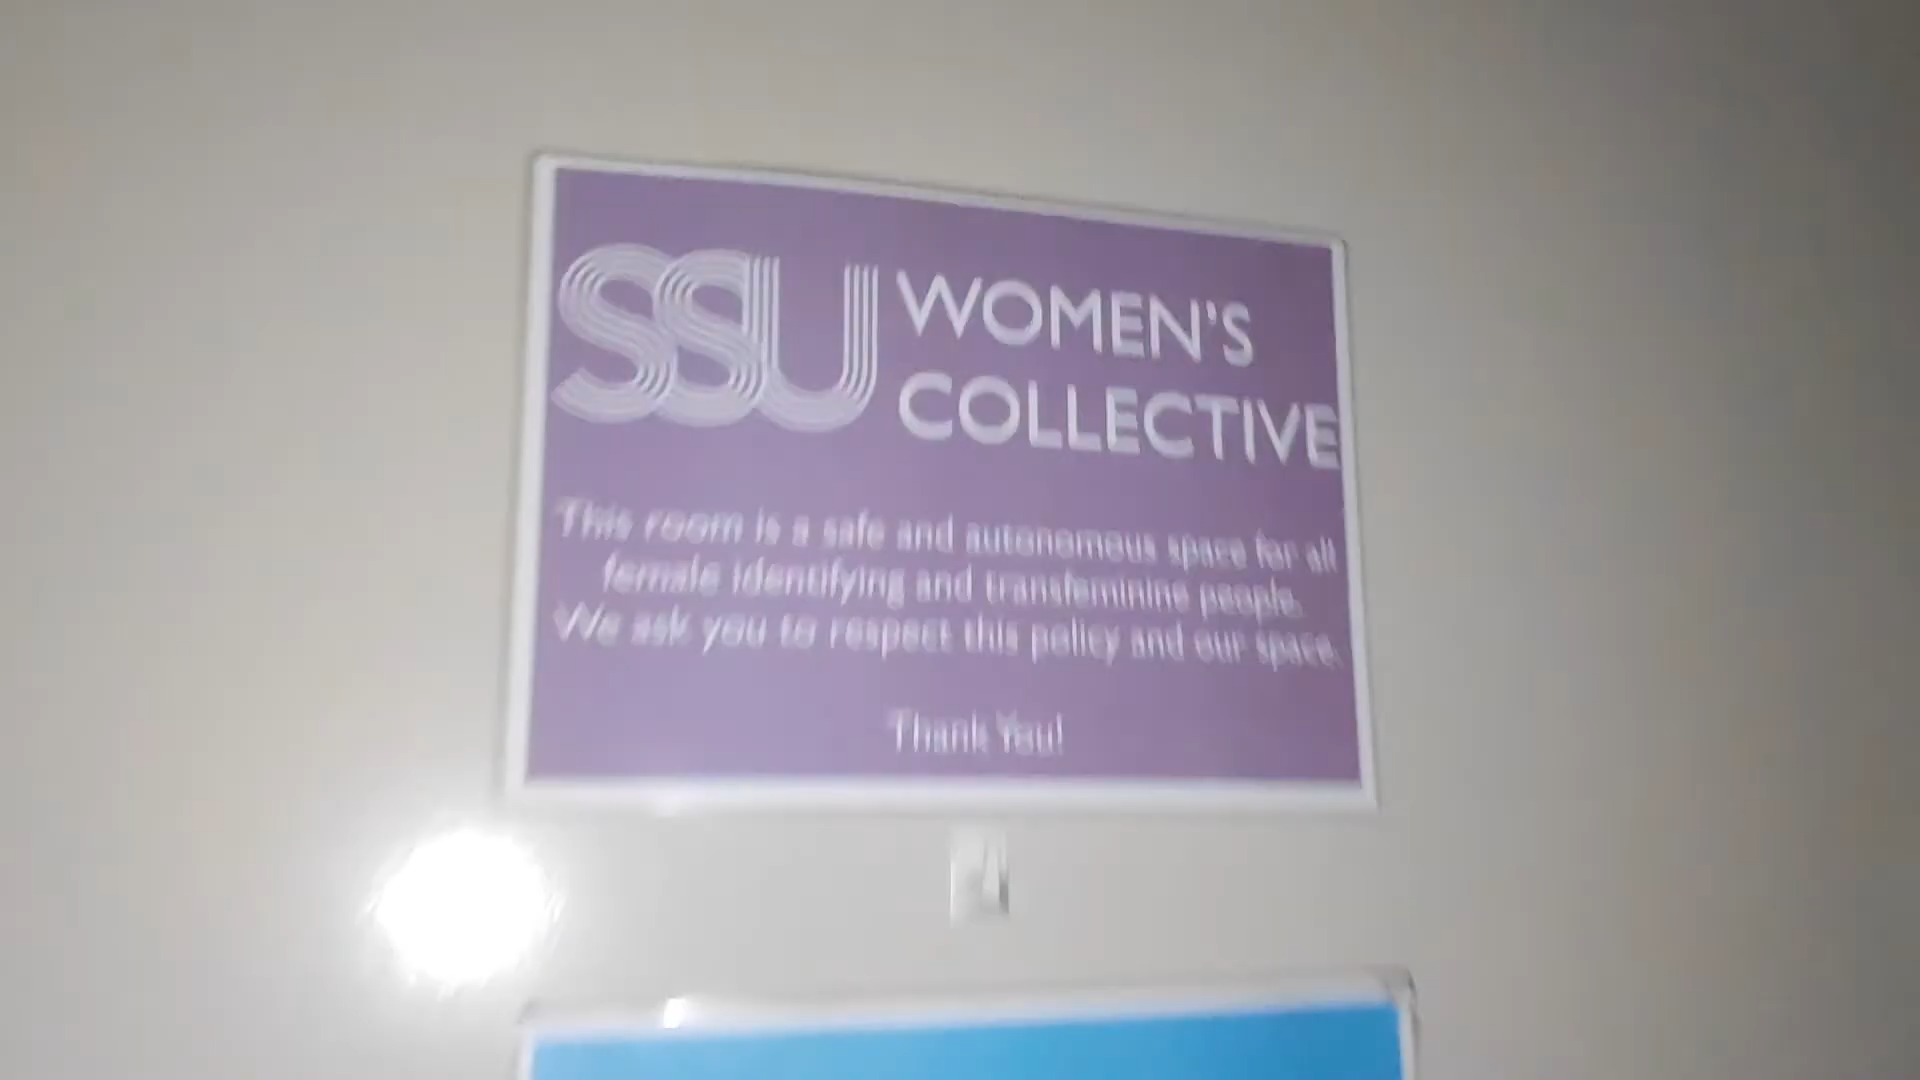 SSU WOMEN'S
COLLECTIVE
This room is a safe and autonomous space for all
female identifying and transfeminine people.
We ask you to respect this policy and our space.
Thank You!